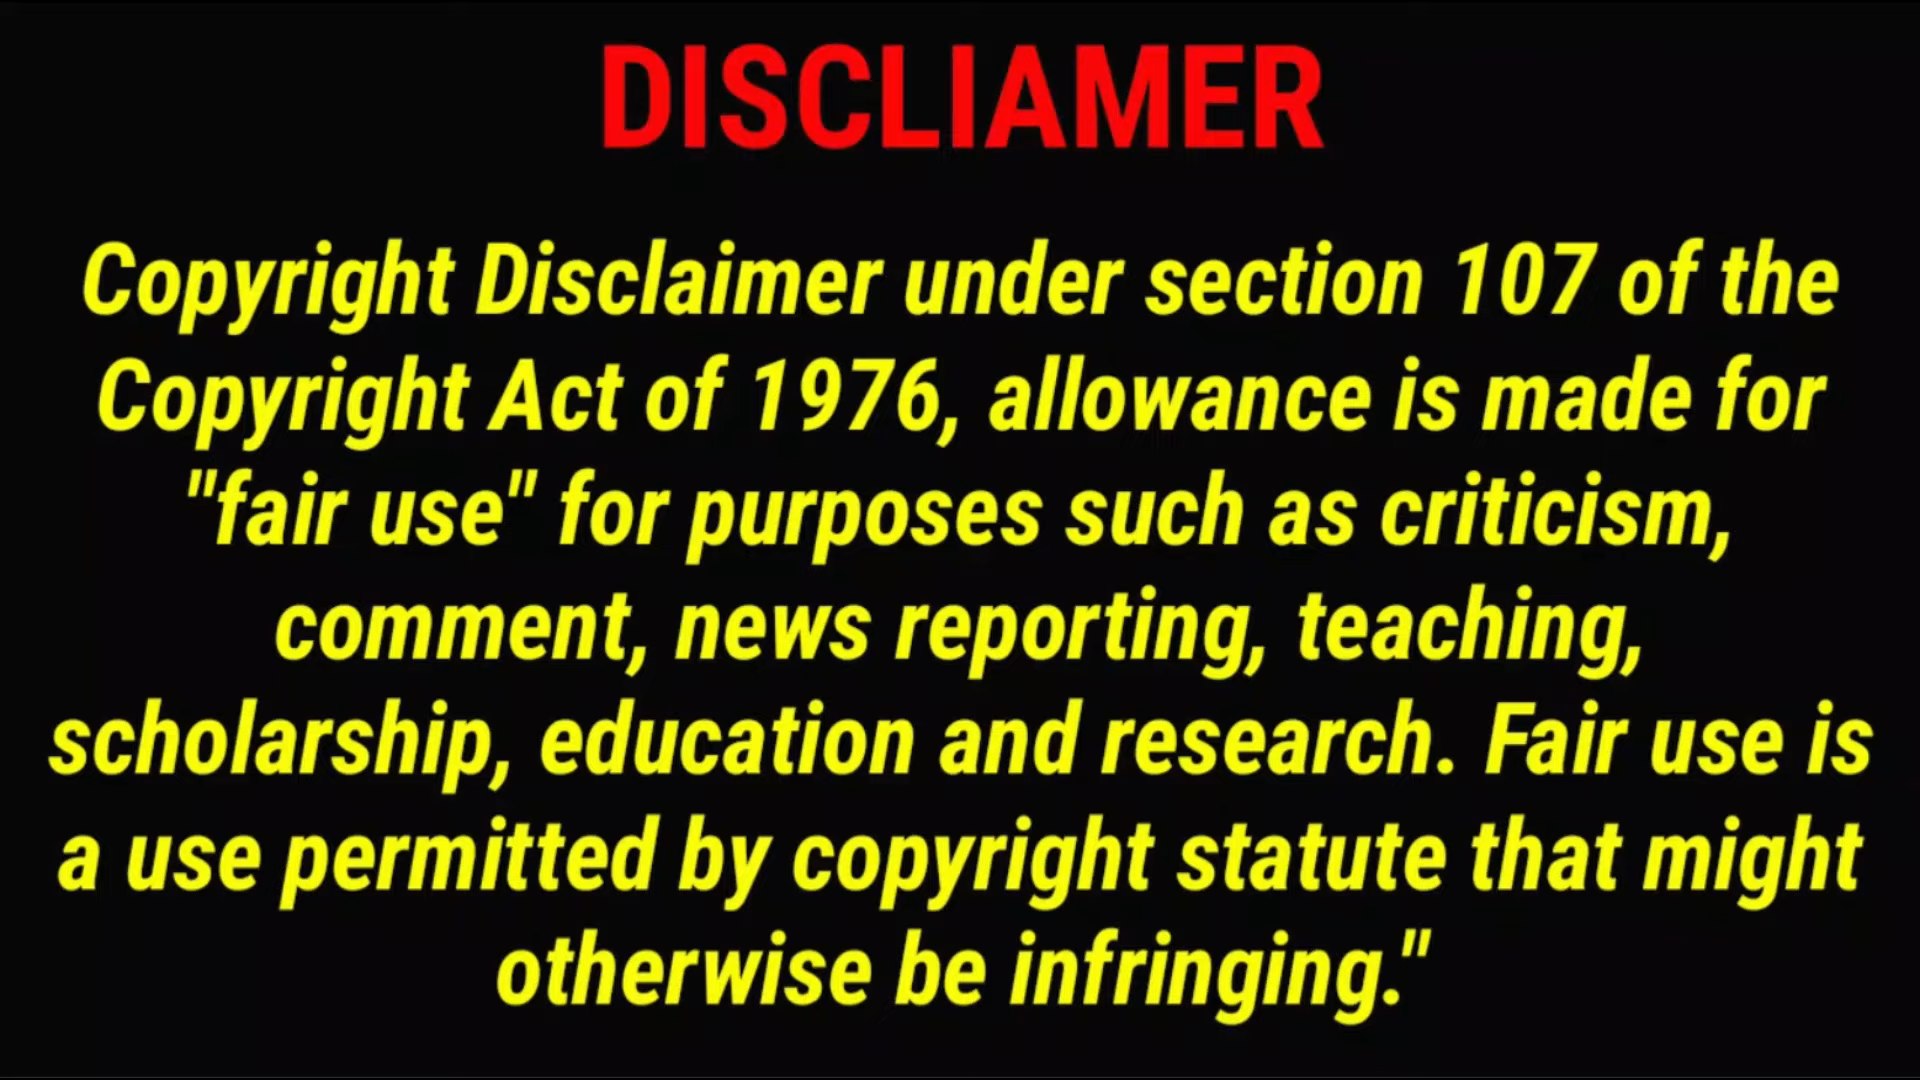 DISCLIAMER
Copyright Disclaimer under section 107 of the
Copyright Act of 1976, allowance is made for
"fair use" for purposes such as criticism,
comment, news reporting, teaching,
scholarship, education and research. Fair use is
a use permitted by copyright statute that might
otherwise be infringing."